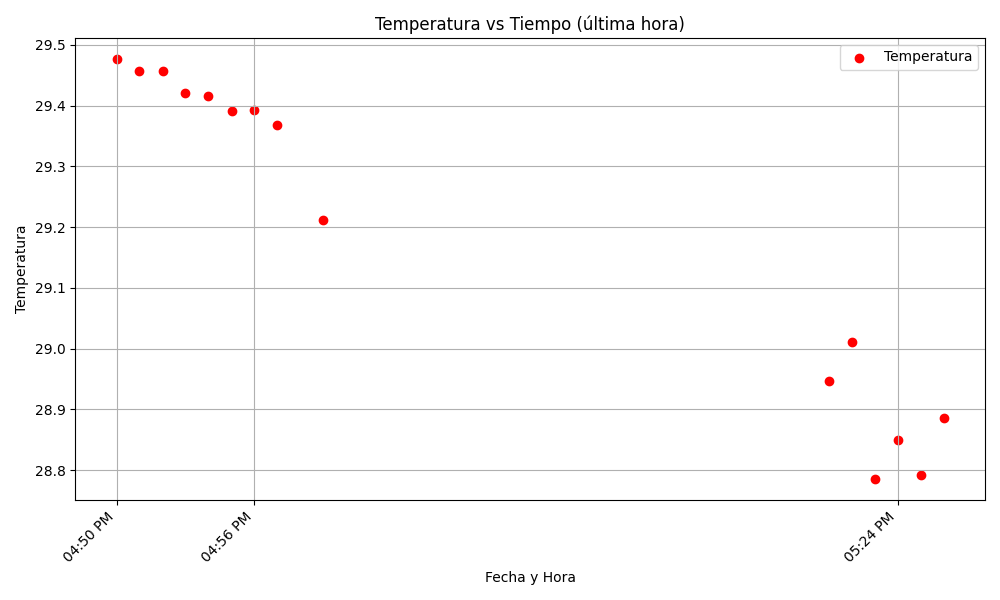 Temperatura vs Tiempo (última hora)
Temperatura
Temperatura
29.5
29.4
29.3
29.2
29.1
29.0
28.9
28.8
04:50 PM
04:56 PM
05:24 PM
Fecha y Hora